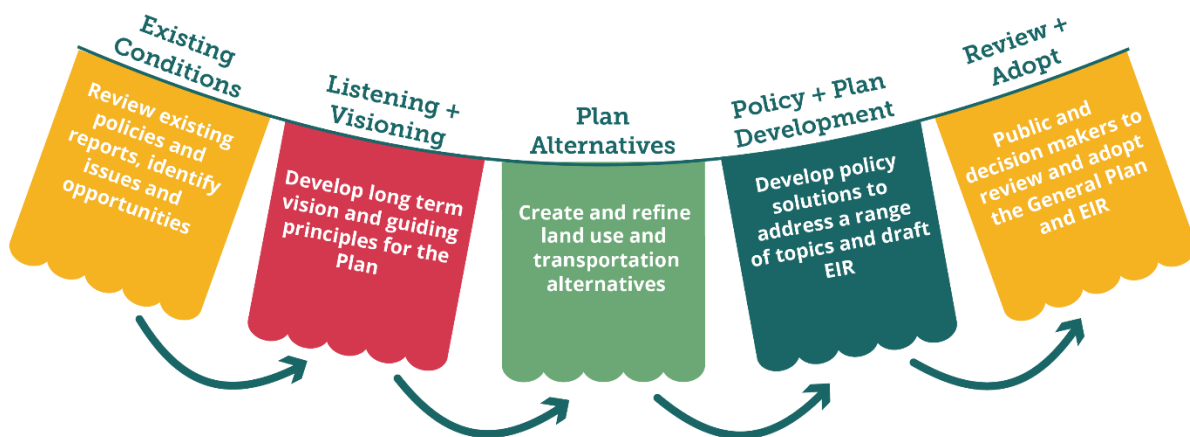 Existing
Conditions
Review existing
policies and
reports, identify
issues and
opportunities
Listening +
Visioning
Develop long term
vision and guiding
principles for the
Plan
Plan
Alternatives
Create and refine
land use and
transportation
alternatives
Policy + Plan
Development
Develop policy
solutions to
address a range
of topics and draft
EIR
Review +
Adopt
Public and
decision makers to
review and adopt
the General Plan
and EIR